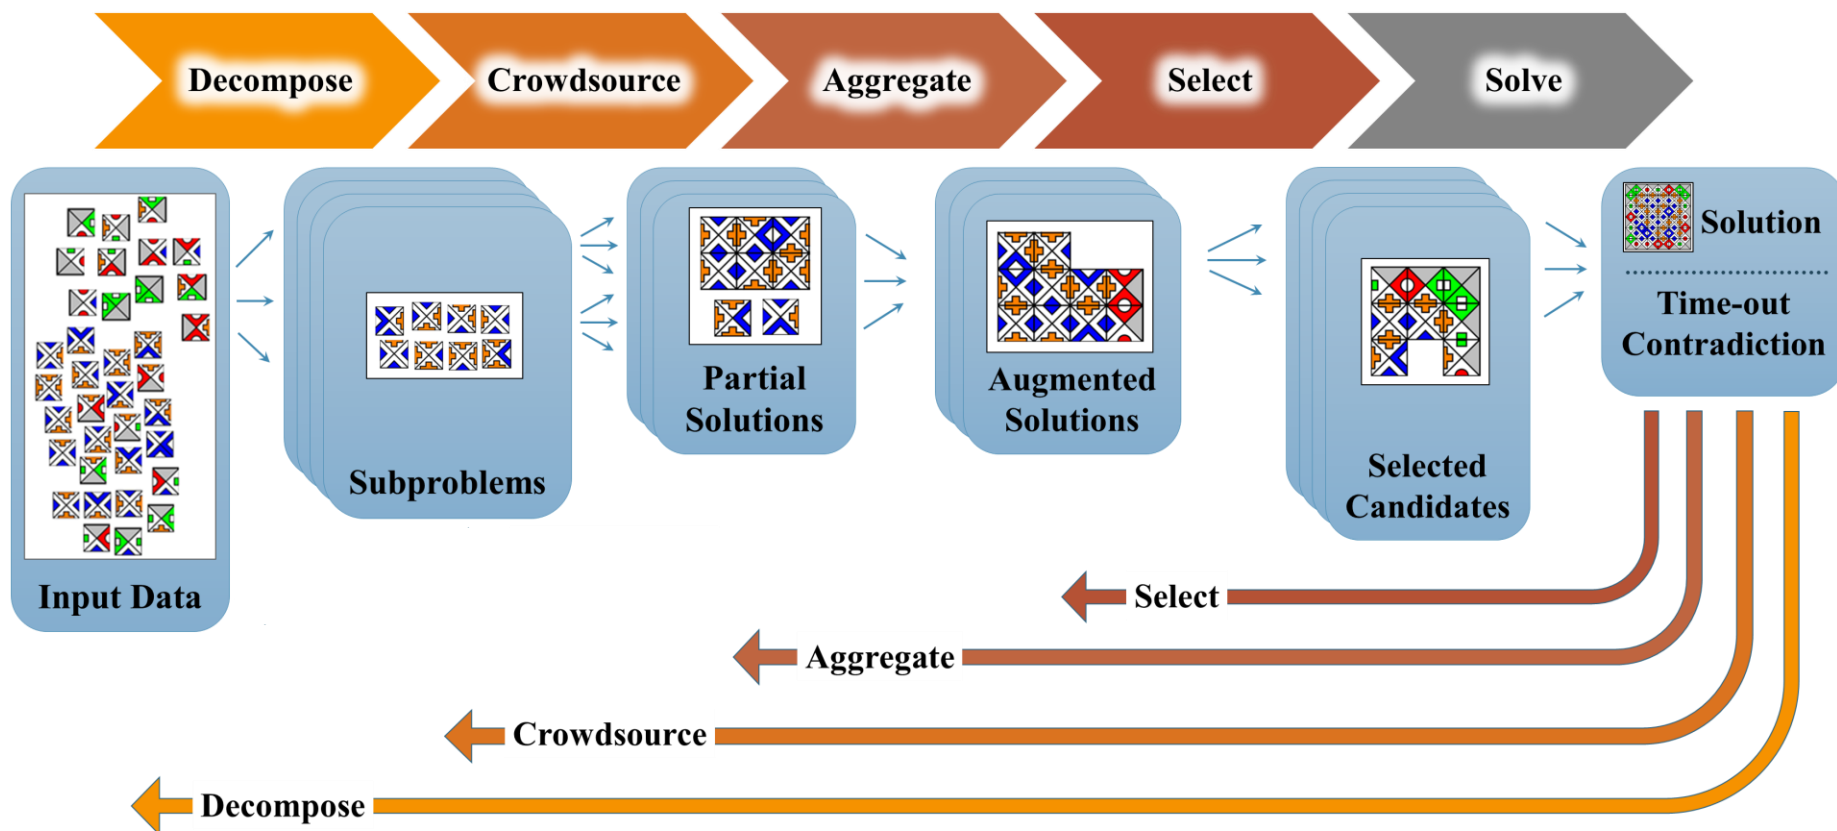 Decompose
Crowdsource
Aggregate
Select
Solve
Input Data
Subproblems
Partial
Solutions
Augmented
Solutions
Selected
Candidates
Solution
Time-out
Contradiction
Select
Aggregate
Crowdsource
Decompose